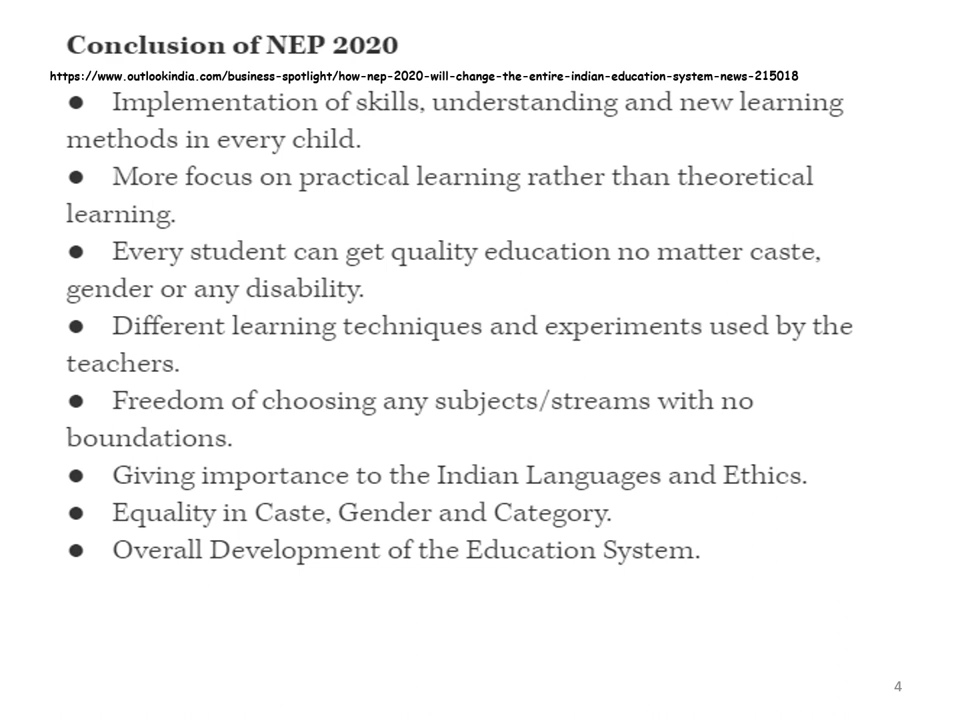 Conclusion of NEP 2020
https://www.outlookindia.com/business-spotlight/how-nep-2020-will-change-the-entire-indian-education-system-news-215018
● Implementation of skills, understanding and new learning
methods in every child.
● More focus on practical learning rather than theoretical
learning.
● Every student can get quality education no matter caste,
gender or any disability.
● Different learning techniques and experiments used by the
teachers.
● Freedom of choosing any subjects/streams with no
boundations.
● Giving importance to the Indian Languages and Ethics.
● Equality in Caste, Gender and Category.
● Overall Development of the Education System.
4